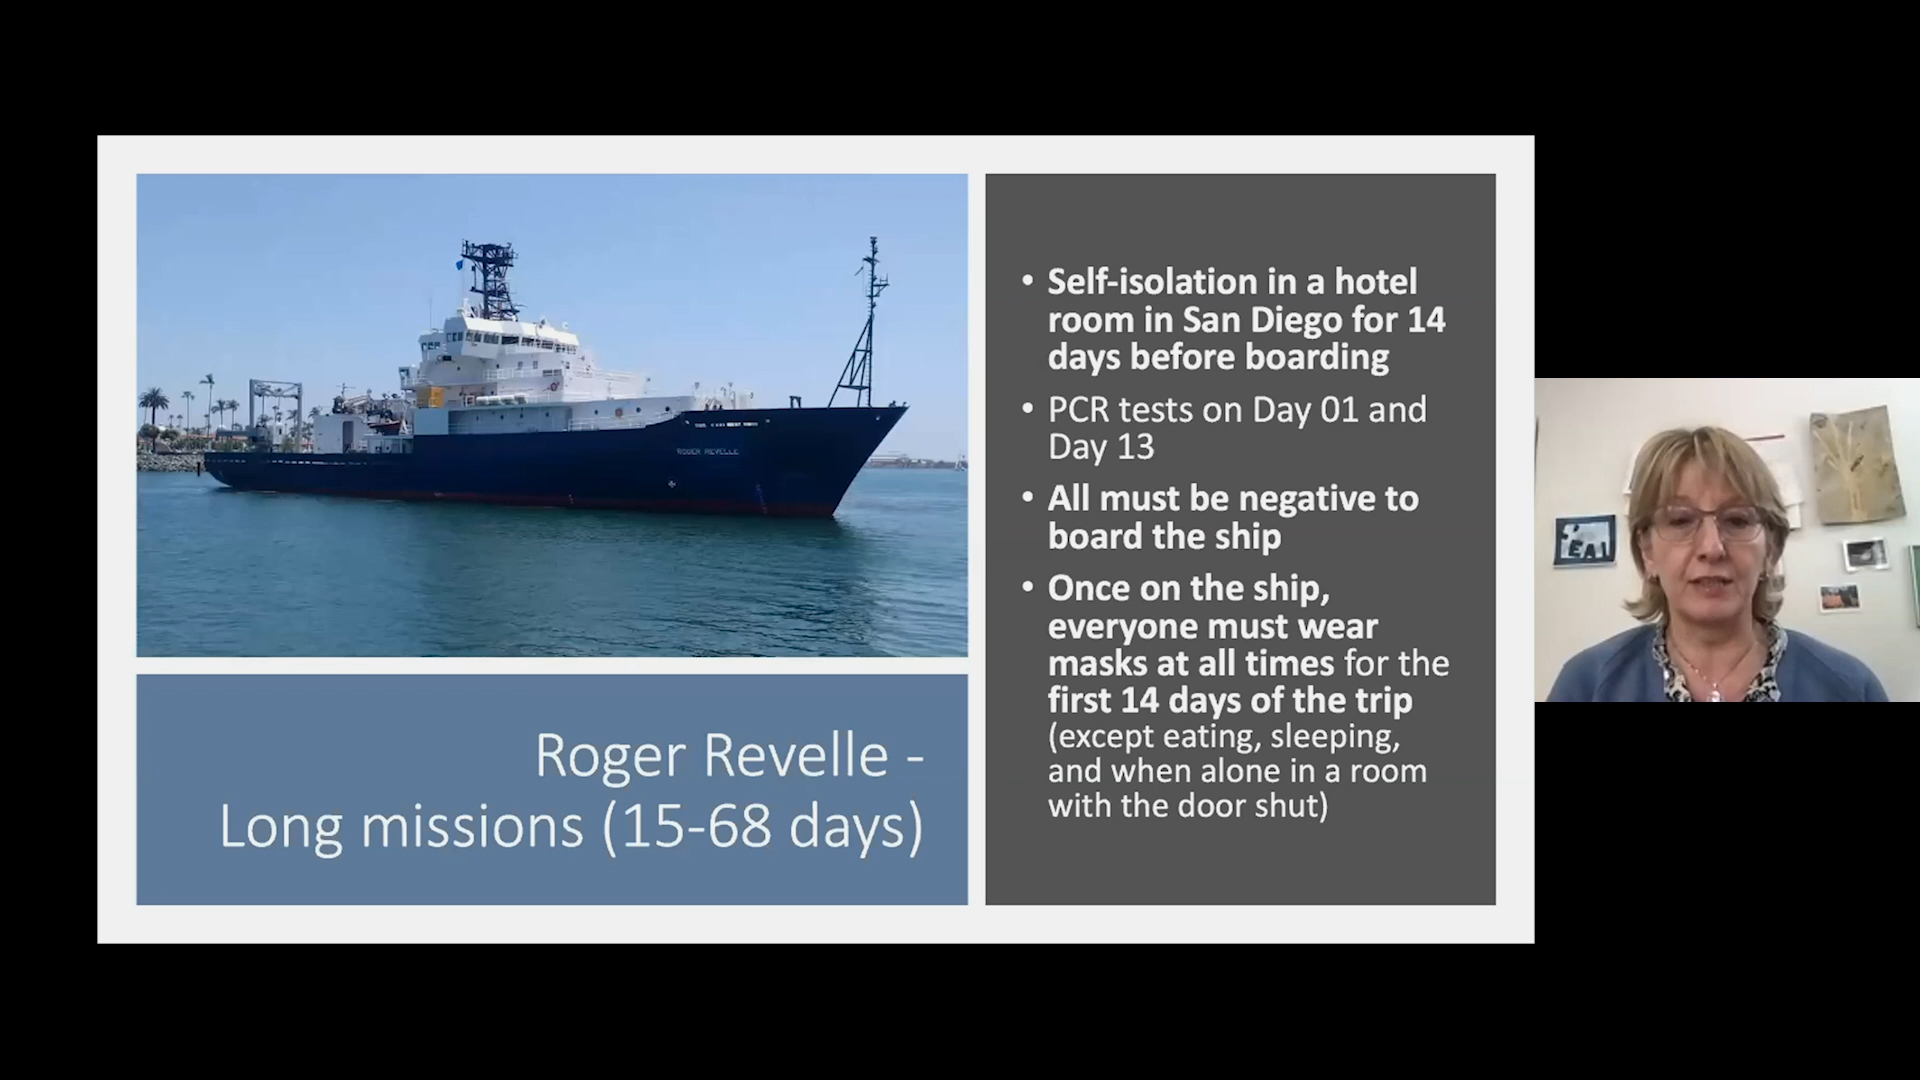 ROGER REVELLE
Roger Revelle -
Long missions (15-68 days)
• Self-isolation in a hotel
room in San Diego for 14
days before boarding
• PCR tests on Day 01 and
Day 13
• All must be negative to
board the ship
• Once on the ship,
everyone must wear
masks at all times for the
first 14 days of the trip
(except eating, sleeping,
and when alone in a room
with the door shut)